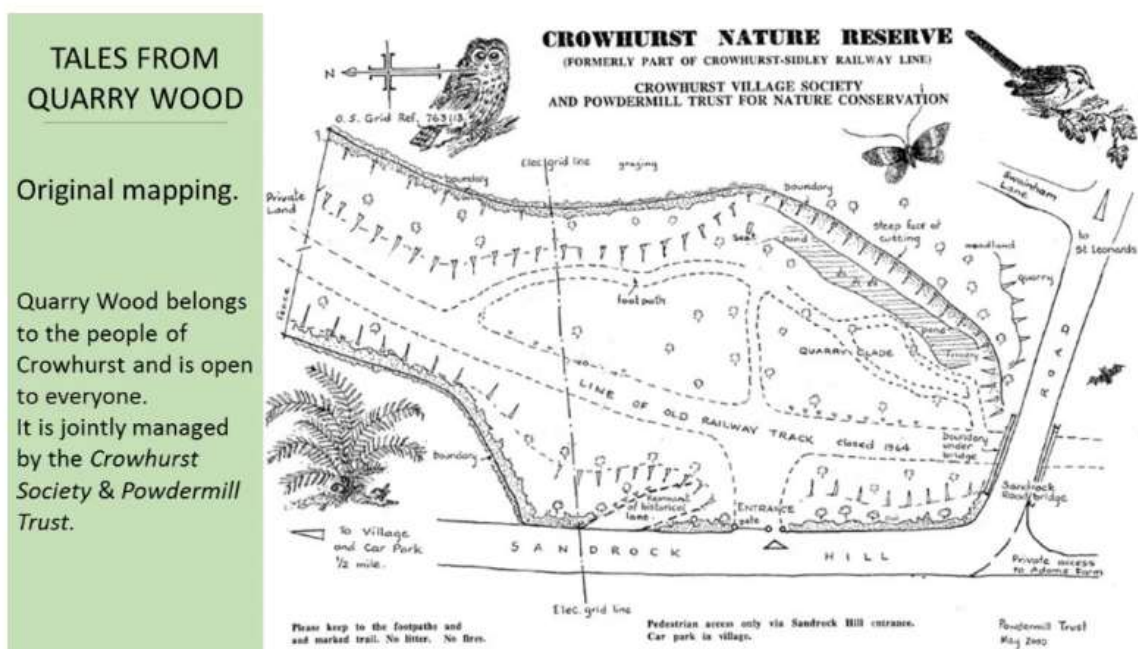 TALES FROM
QUARRY WOOD
Original mapping.
Quarry Wood belongs
to the people of
Crowhurst and is open
to everyone.
It is jointly managed
by the Crowhurst
Society & Powdermill
Trust.
CROWHURST NATURE RESERVE
(FORMERLY PART OF CROWHURST-SIDLEY RAILWAY LINE)
CROWHURST VILLAGE SOCIETY
AND POWDERMILL TRUST FOR NATURE CONSERVATION
N
O.S. Grid Ref. 763113
Elec grid line
grazing
boundary
boundary
Swainham
Lane
Private
Land
steep face of
cutting
to
St Leonards
seat
pond
woodland
quarry
footpath
fence
pond
QUARRY GLADE
ROAD
LINE OF OLD RAILWAY TRACK closed 1964
boundary
under
bridge
Boundary
Sandrock
Road bridge
Remnant
of historical
lane
ENTRANCE
gate
To Village
and Car Park
1/2 mile.
SANDROCK HILL
Private access
to Adams Farm
Elec. grid line
Please keep to the footpaths and
and marked trail. No litter. No fires.
Pedestrian access only via Sandrock Hill entrance.
Car park in village.
Powdermill Trust
May 2000